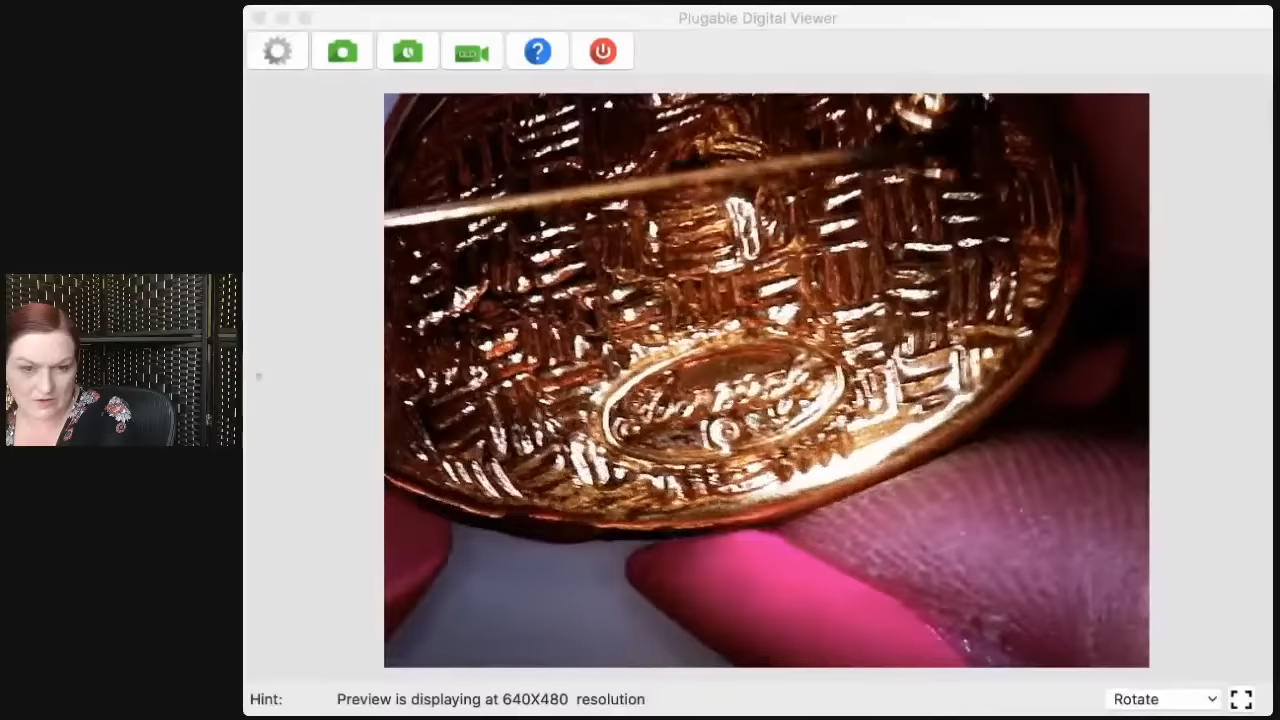 Plugable Digital Viewer
Hint: Preview is displaying at 640X480 resolution Rotate
©